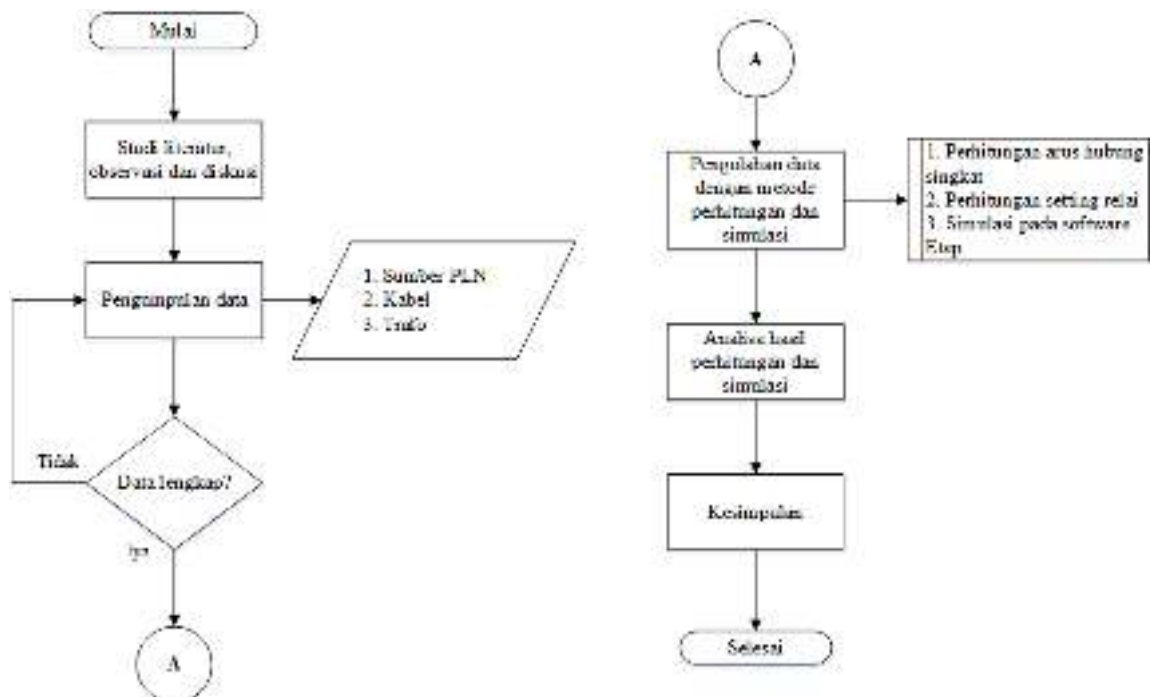 Mulai
Studi literatur,
observasi dan diskusi
Pengumpulan data
1. Sumber PLN
2. Kabel
3. Trafo
Data lengkap?
Tidak
Iya
A
A
Pengolahan data
dengan metode
perhitungan dan
simulasi
1. Perhitungan arus hubung
singkat
2. Perhitungan setting relai
3. Simulasi pada software
Etap
Analisa hasil
perhitungan dan
simulasi
Kesimpulan
Selesai